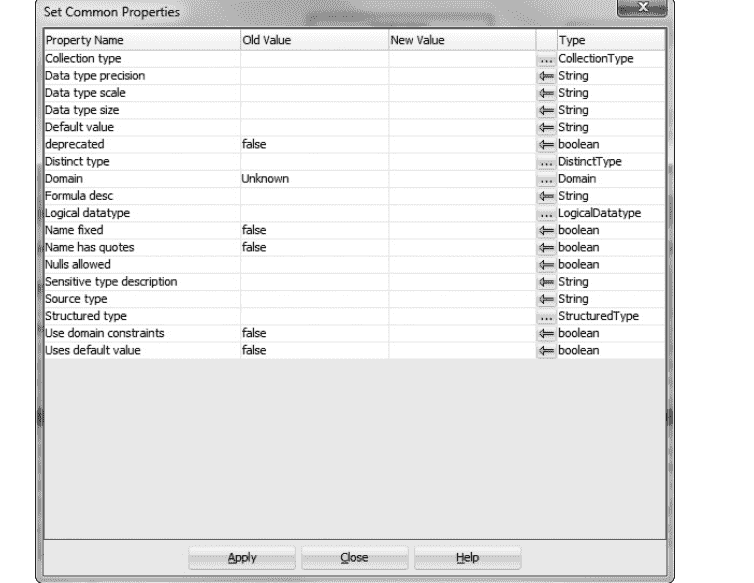 Set Common Properties
X
Property Name Old Value New Value Type
Collection type ... CollectionType
Data type precision String
Data type scale String
Data type size String
Default value String
deprecated false boolean
Distinct type ... DistinctType
Domain Unknown ... Domain
Formula desc String
Logical datatype ... LogicalDatatype
Name fixed false boolean
Name has quotes false boolean
Nulls allowed boolean
Sensitive type description String
Source type String
Structured type ... StructuredType
Use domain constraints false boolean
Uses default value false boolean
Apply Close Help